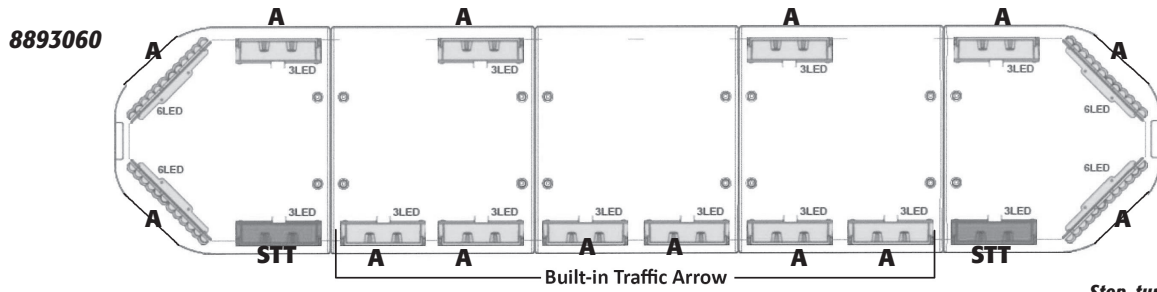 A A A A
8893060
A A
3LED 3LED 3LED 3LED
6LED 6LED
6LED 6LED
3LED 3LED 3LED 3LED 3LED 3LED 3LED 3LED
A A
STT A A A A A A STT
Built-in Traffic Arrow